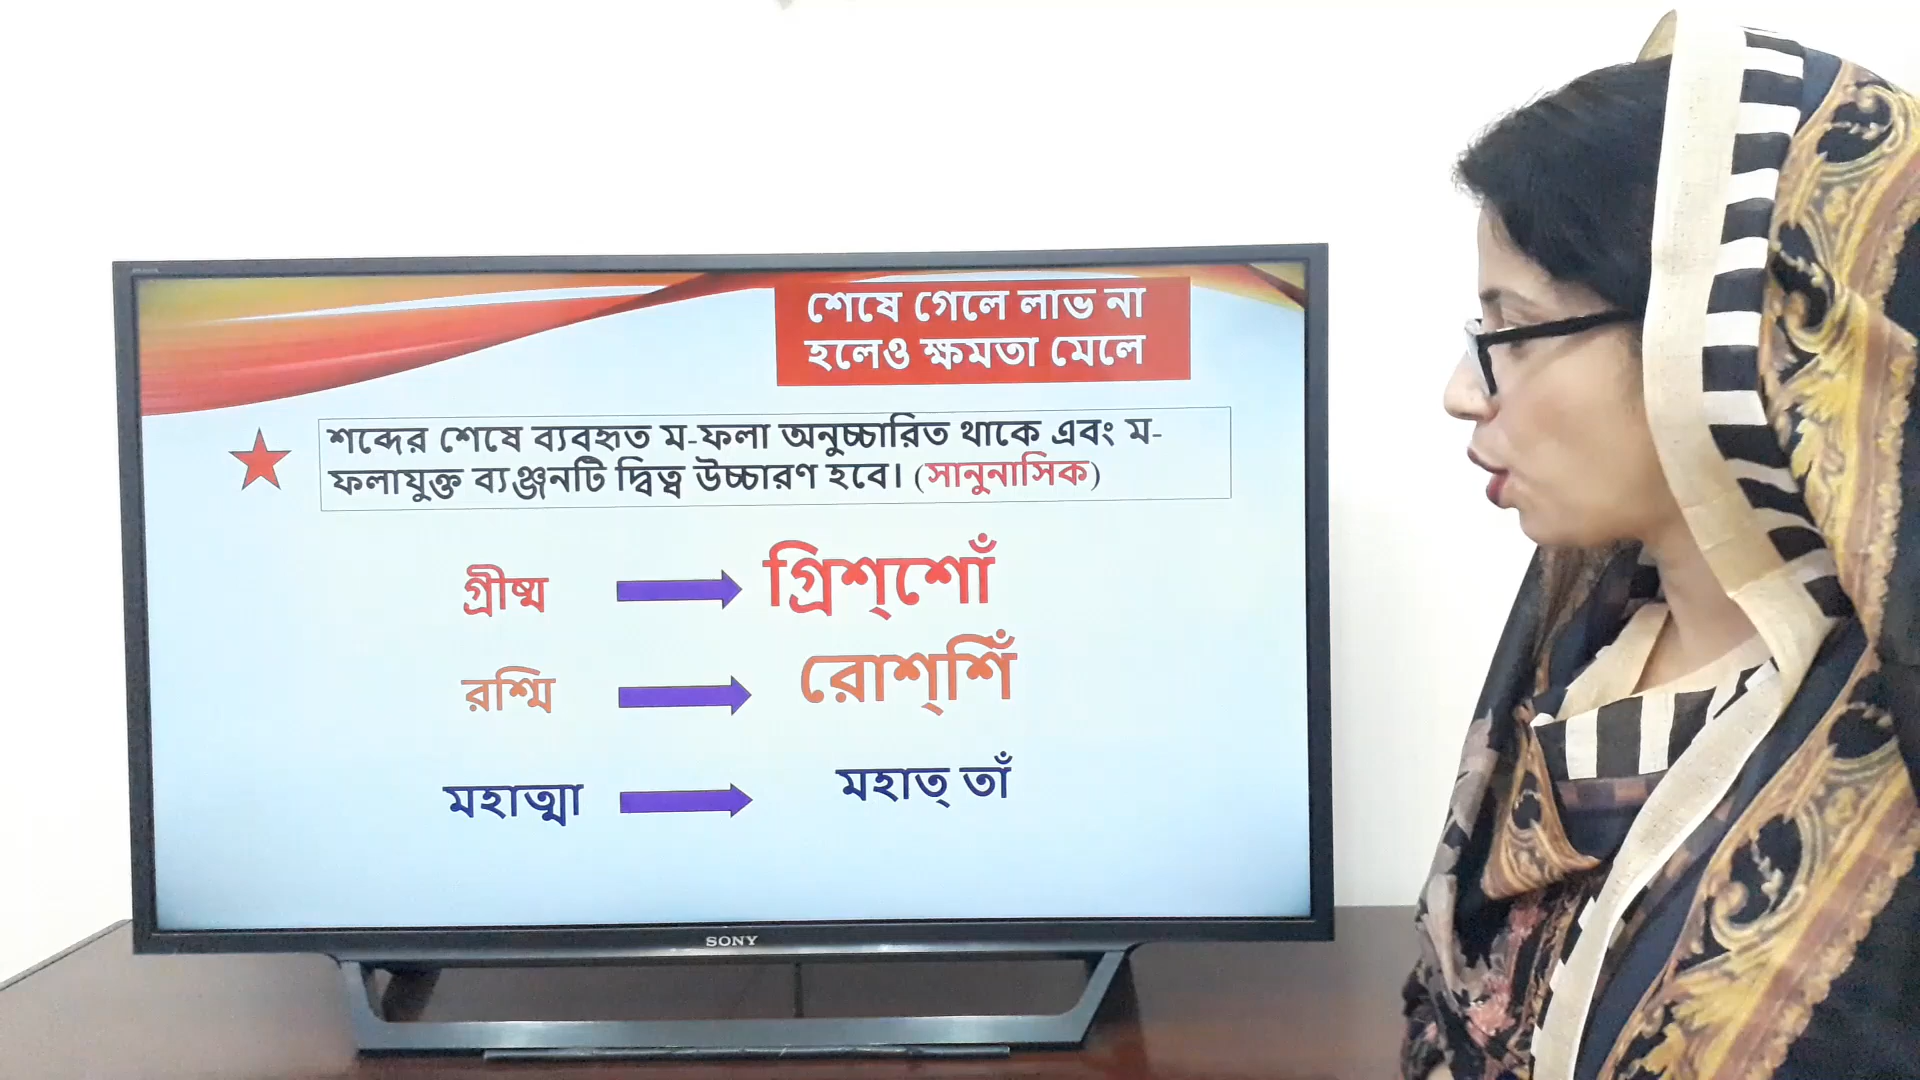 শেষে গেলে লাভ না
হলেও ক্ষমতা মেলে
শব্দের শেষে ব্যবহৃত ম-ফলা অনুচ্চারিত থাকে এবং ম-
ফলাযুক্ত ব্যঞ্জনটি দ্বিত্ব উচ্চারণ হবে। (সানুনাসিক)
গ্রীষ্ম গ্রিশ্‌শোঁ
রশ্মি রোশ্‌শিঁ
মহাত্মা মহাত্‌ তাঁ
SONY